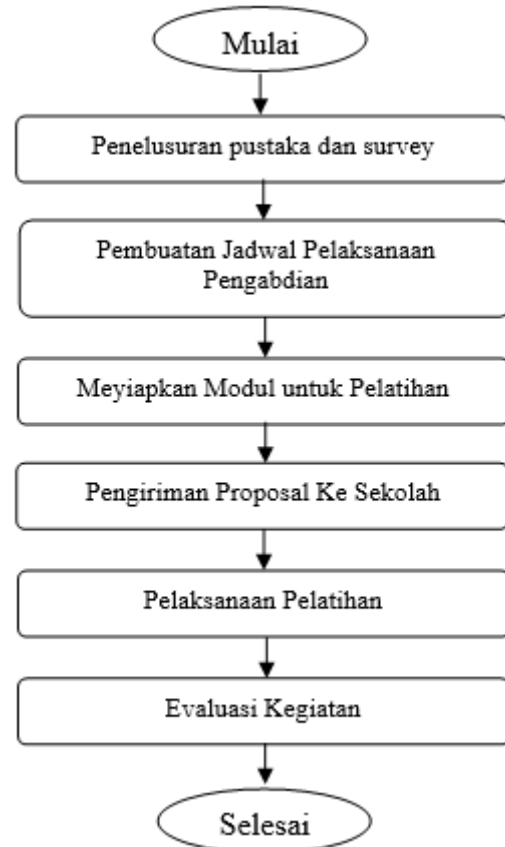 Mulai
Penelusuran pustaka dan survey
Pembuatan Jadwal Pelaksanaan
Pengabdian
Meyiapkan Modul untuk Pelatihan
Pengiriman Proposal Ke Sekolah
Pelaksanaan Pelatihan
Evaluasi Kegiatan
Selesai